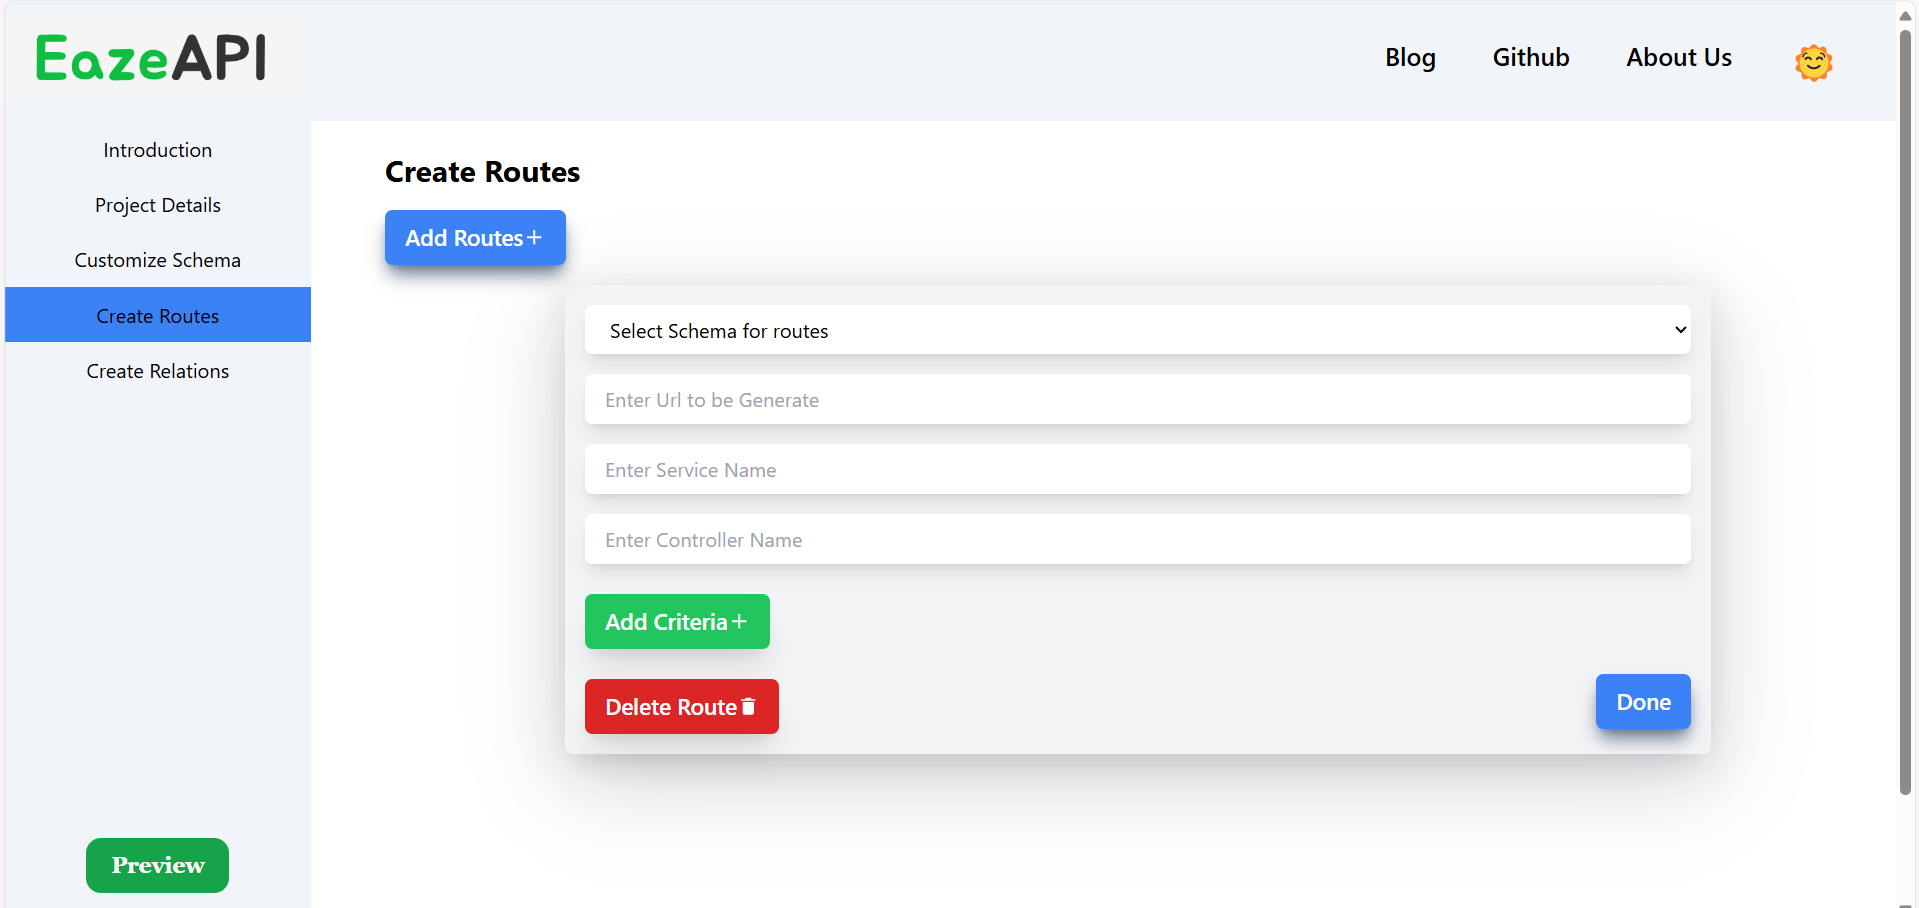 EazeAPI
Blog
Github
About Us
Introduction
Project Details
Customize Schema
Create Routes
Create Relations
Preview
Create Routes
Add Routes+
Select Schema for routes
Enter Url to be Generate
Enter Service Name
Enter Controller Name
Add Criteria+
Delete Route
Done